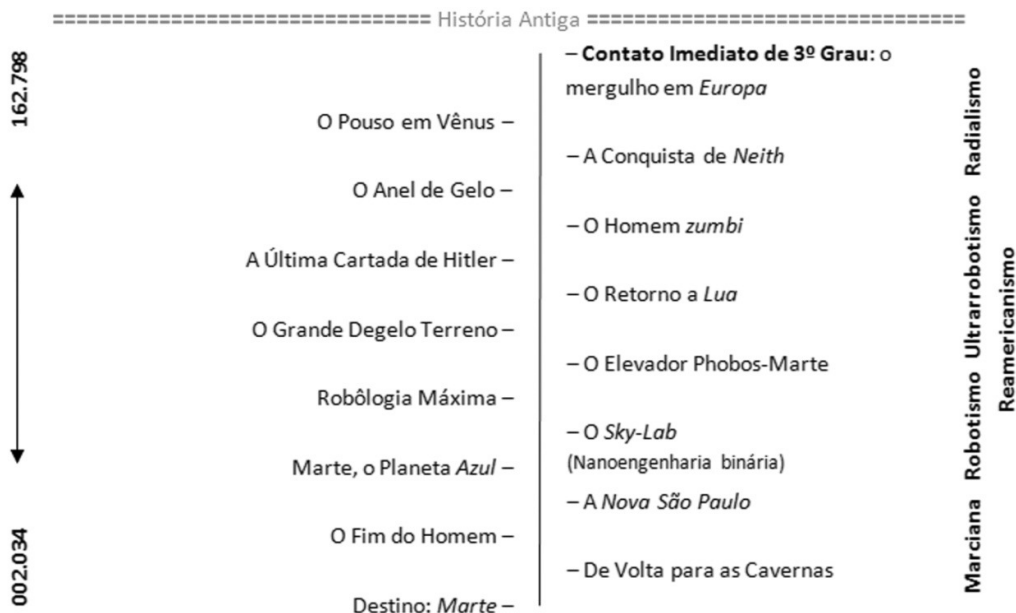 ============================== História Antiga ==============================
– Contato Imediato de 3º Grau: o
mergulho em Europa
O Pouso em Vênus –
– A Conquista de Neith
O Anel de Gelo –
– O Homem zumbi
A Última Cartada de Hitler –
– O Retorno a Lua
O Grande Degelo Terreno –
– O Elevador Phobos-Marte
Robôlogia Máxima –
– O Sky-Lab
(Nanoengenharia binária)
Marte, o Planeta Azul –
– A Nova São Paulo
O Fim do Homem –
– De Volta para as Cavernas
Destino: Marte –
162.798
002.034
Radialismo
Ultrarrobotismo
Robotismo
Marciana
Reamericanismo